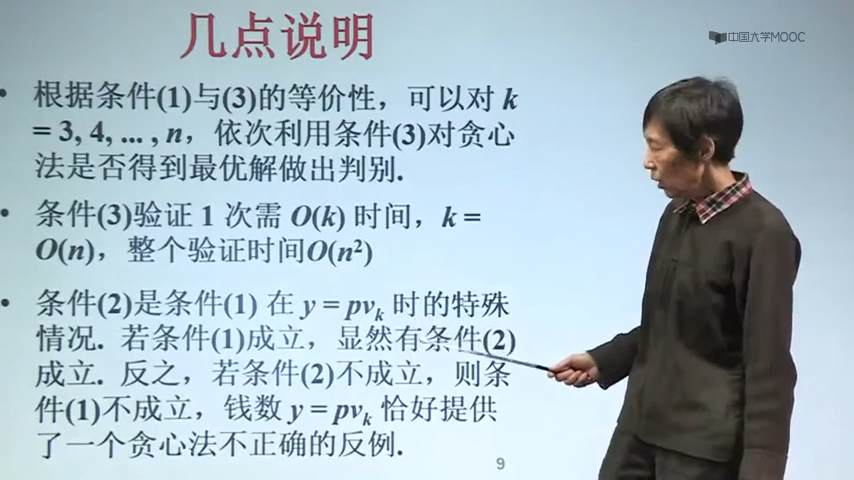 几点说明
中国大学MOOC
• 根据条件(1)与(3)的等价性，可以对 k
= 3, 4, ... , n，依次利用条件(3)对贪心
法是否得到最优解做出判别.
• 条件(3)验证 1 次需 O(k) 时间，k =
O(n)，整个验证时间O(n²)
• 条件(2)是条件(1) 在 y = pvₖ 时的特殊
情况. 若条件(1)成立，显然有条件(2)
成立. 反之，若条件(2)不成立，则条
件(1)不成立，钱数 y = pvₖ 恰好提供
了一个贪心法不正确的反例.
9